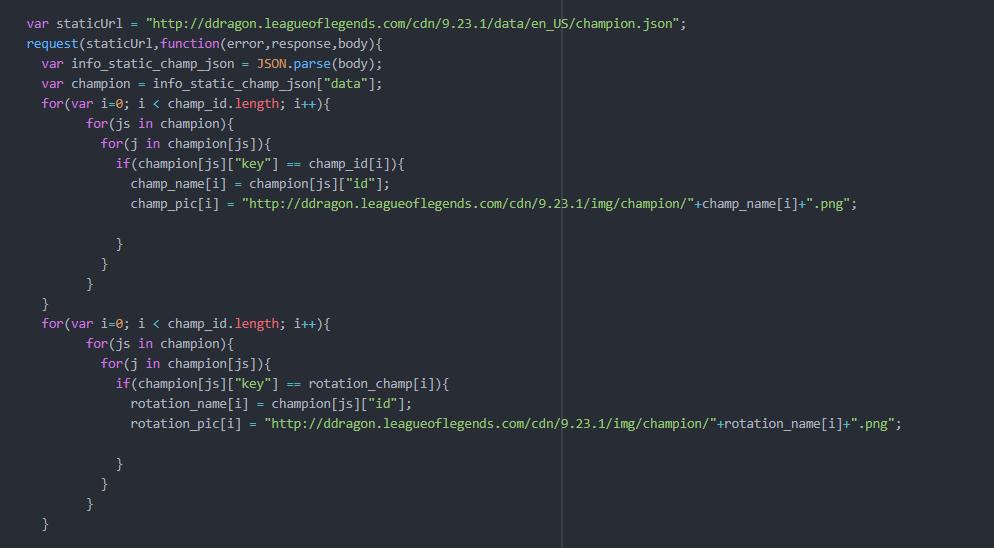 var staticUrl = "http://ddragon.leagueoflegends.com/cdn/9.23.1/data/en_US/champion.json";
request(staticUrl,function(error,response,body){
  var info_static_champ_json = JSON.parse(body);
  var champion = info_static_champ_json["data"];
  for(var i=0; i < champ_id.length; i++){
        for(js in champion){
          for(j in champion[js]){
            if(champion[js]["key"] == champ_id[i]){
              champ_name[i] = champion[js]["id"];
              champ_pic[i] = "http://ddragon.leagueoflegends.com/cdn/9.23.1/img/champion/"+champ_name[i]+".png";
            }
          }
        }
  }
  for(var i=0; i < champ_id.length; i++){
        for(js in champion){
          for(j in champion[js]){
            if(champion[js]["key"] == rotation_champ[i]){
              rotation_name[i] = champion[js]["id"];
              rotation_pic[i] = "http://ddragon.leagueoflegends.com/cdn/9.23.1/img/champion/"+rotation_name[i]+".png";
            }
          }
        }
  }